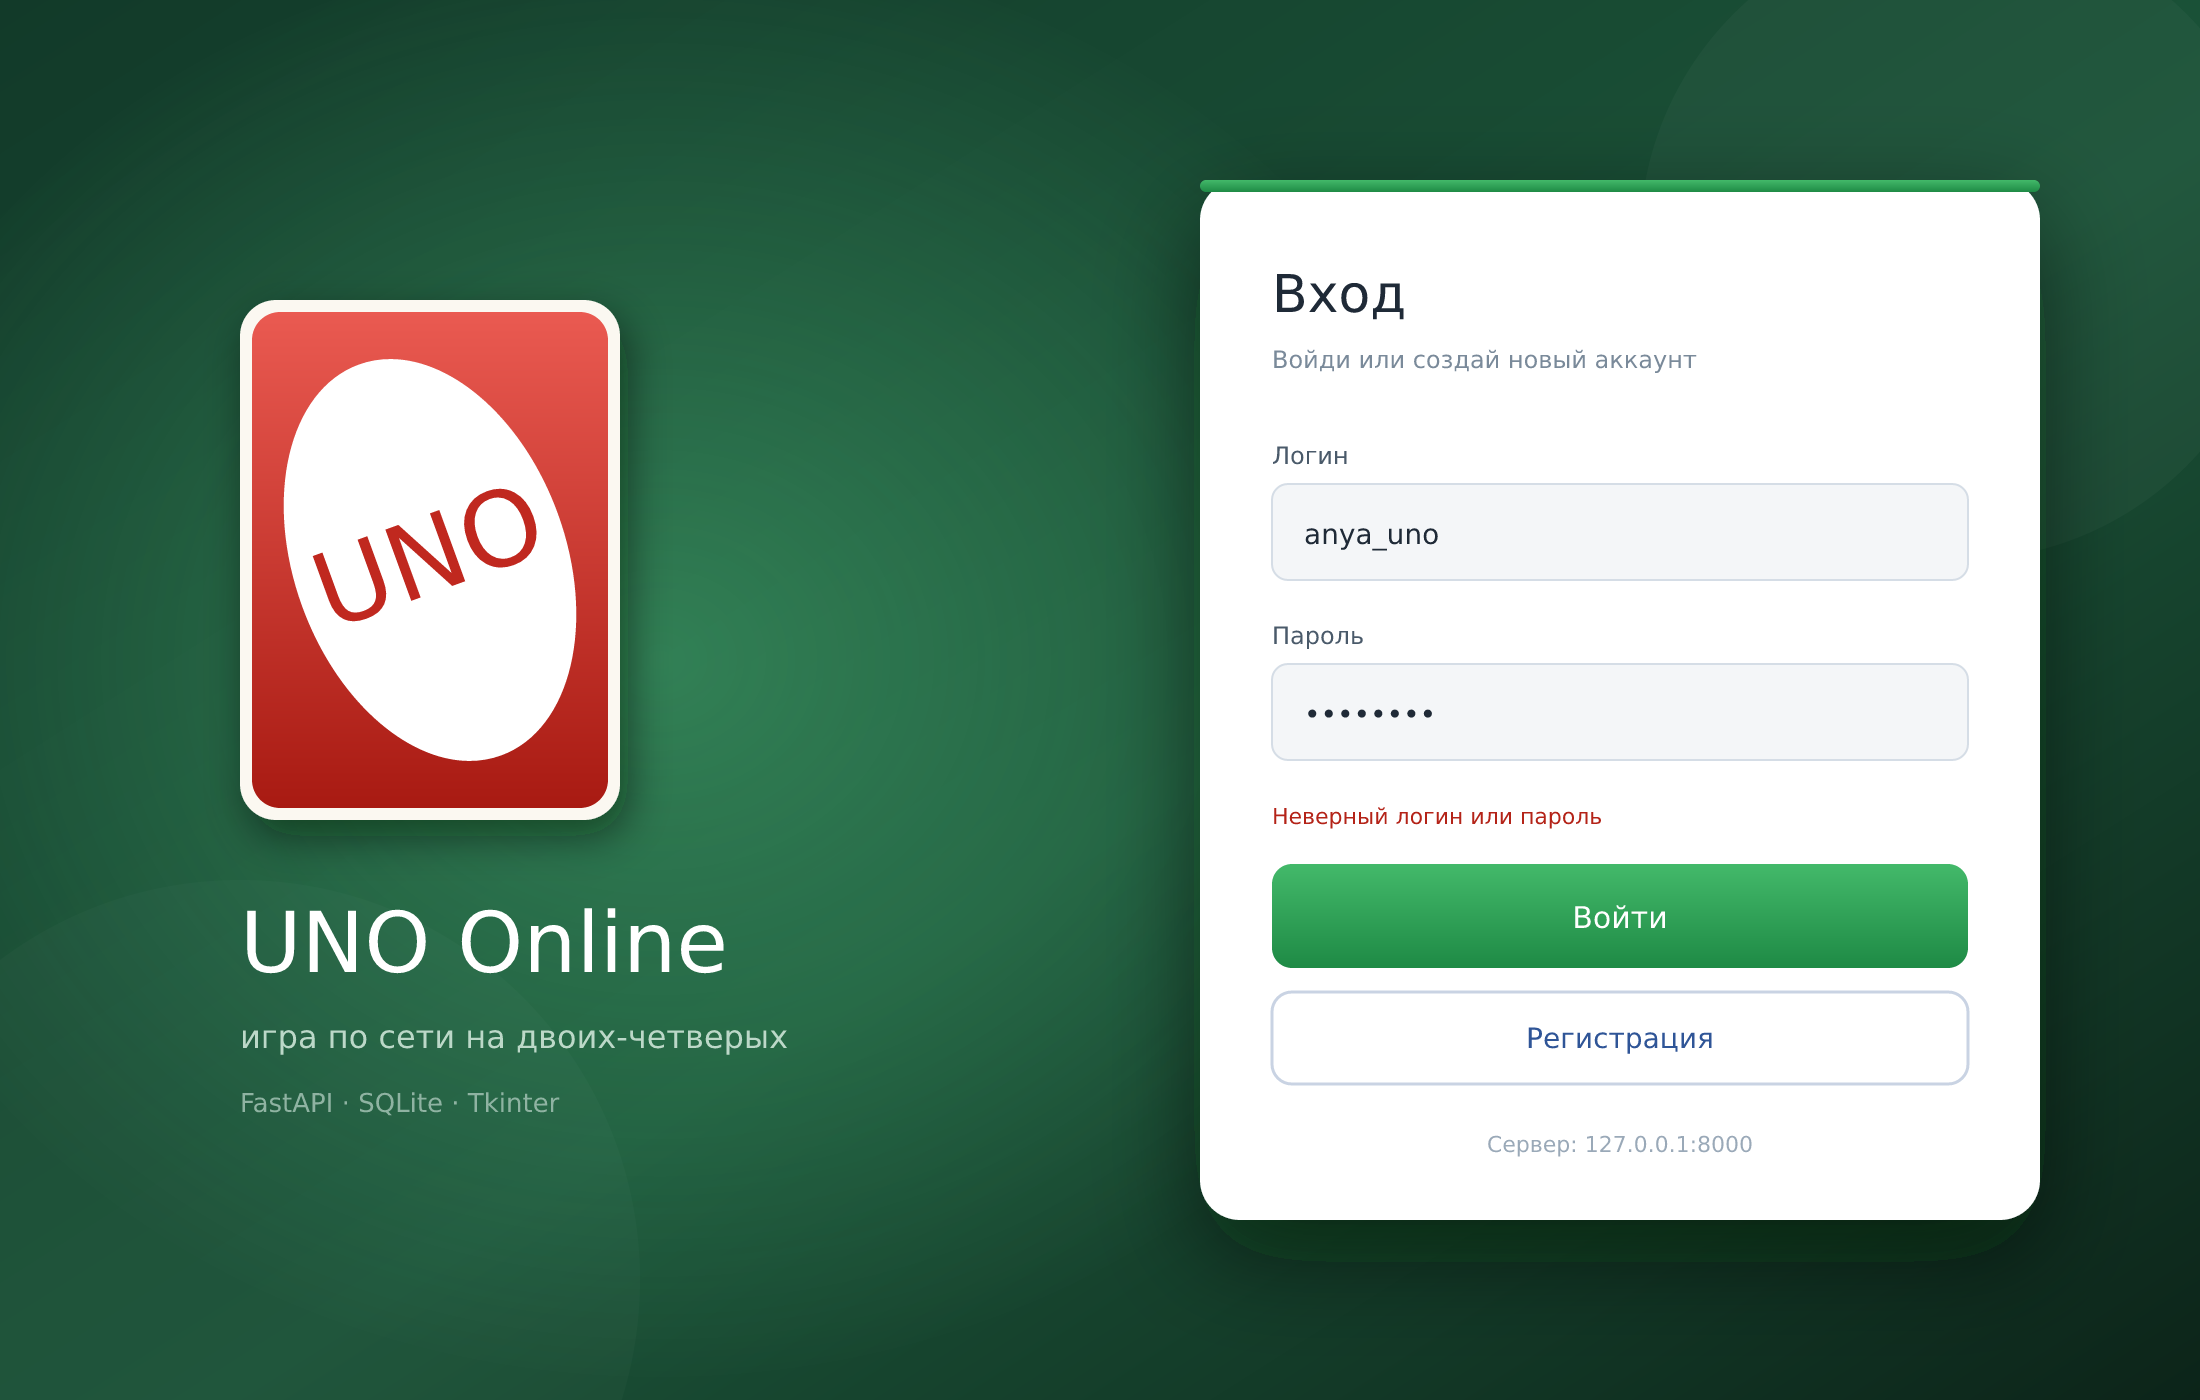 UNO
UNO Online
игра по сети на двоих-четверых
FastAPI · SQLite · Tkinter
Вход
Войди или создай новый аккаунт
Логин
anya_uno
Пароль
••••••••
Неверный логин или пароль
Войти
Регистрация
Сервер: 127.0.0.1:8000